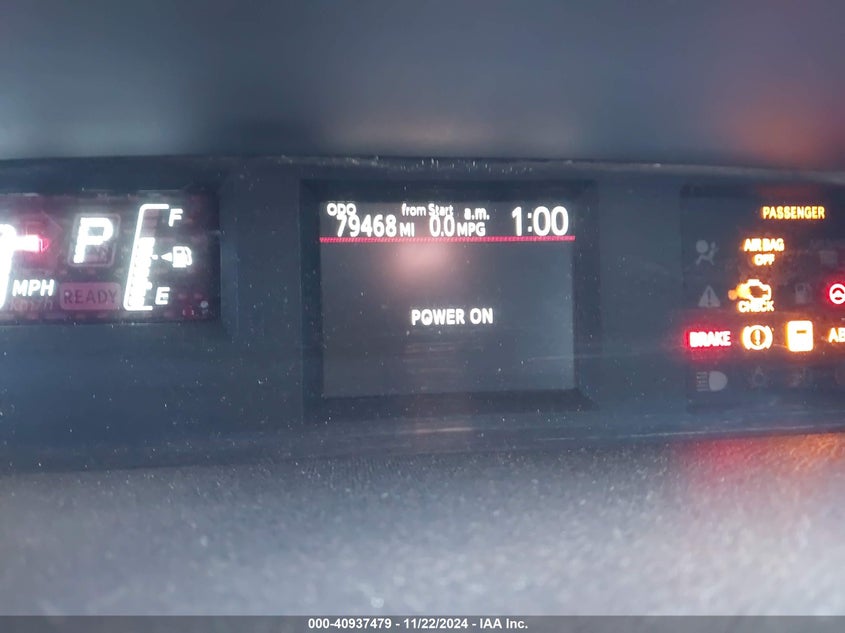 MPH
P
READY
F
E
ODO from Start a.m.
79468 MI 0.0 MPG 1:00
POWER ON
PASSENGER
AIR BAG
OFF
CHECK
BRAKE
000-40937479 - 11/22/2024 - IAA Inc.